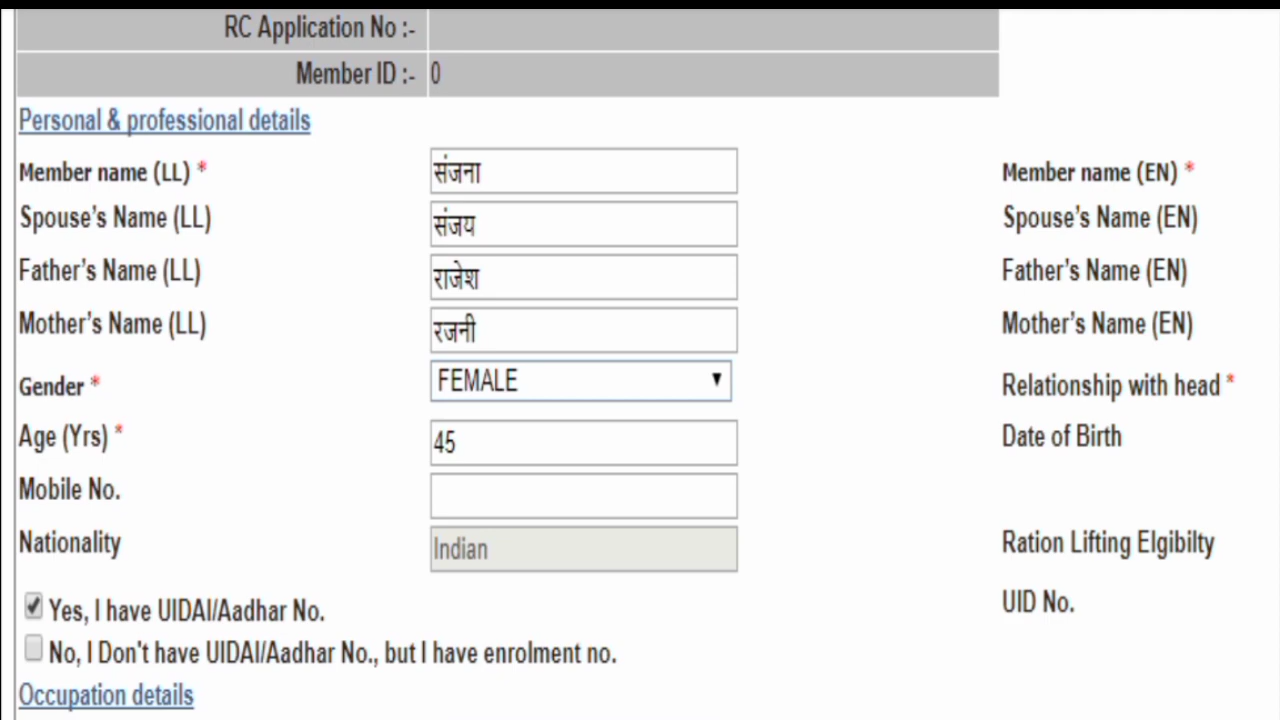 RC Application No :-
Member ID :- 0
Personal & professional details
Member name (LL) * संजना Member name (EN) *
Spouse's Name (LL) संजय Spouse's Name (EN)
Father's Name (LL) राजेश Father's Name (EN)
Mother's Name (LL) रजनी Mother's Name (EN)
Gender * FEMALE Relationship with head *
Age (Yrs) * 45 Date of Birth
Mobile No.
Nationality Indian Ration Lifting Elgibilty
Yes, I have UIDAI/Aadhar No. UID No.
No, I Don't have UIDAI/Aadhar No., but I have enrolment no.
Occupation details